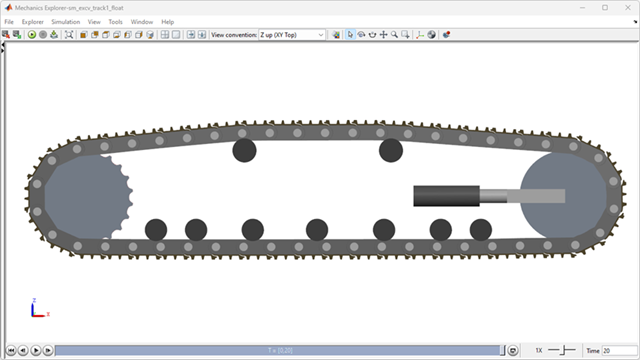 Mechanics Explorer-sm_excv_track1_float
File Explorer Simulation View Tools Window Help
View convention: Z up (XY Top)
Z
X
T = [0,20]
1X Time 20